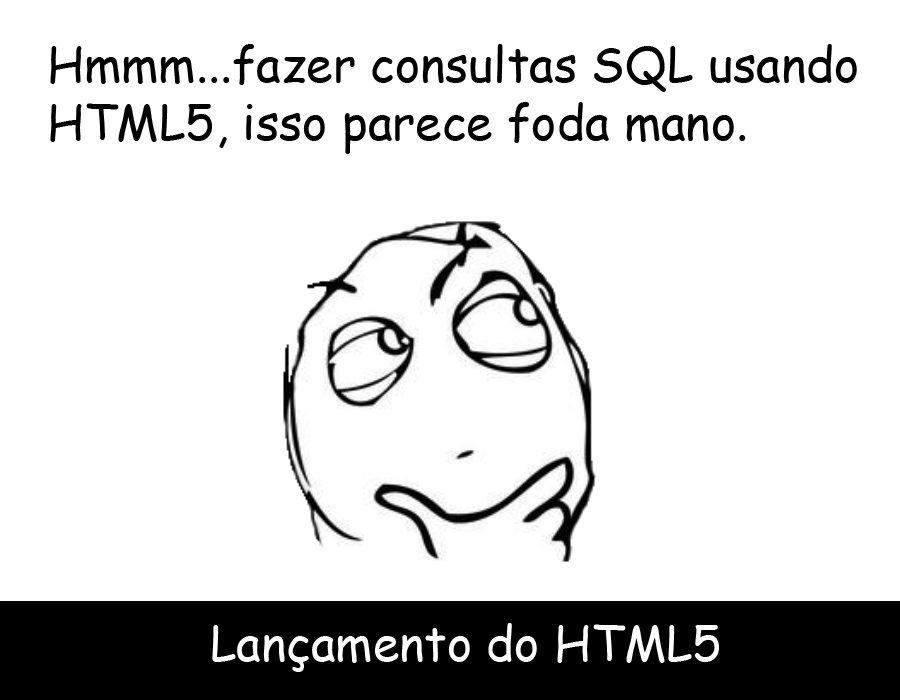 Hmmm...fazer consultas SQL usando
HTML5, isso parece foda mano.
Lançamento do HTML5